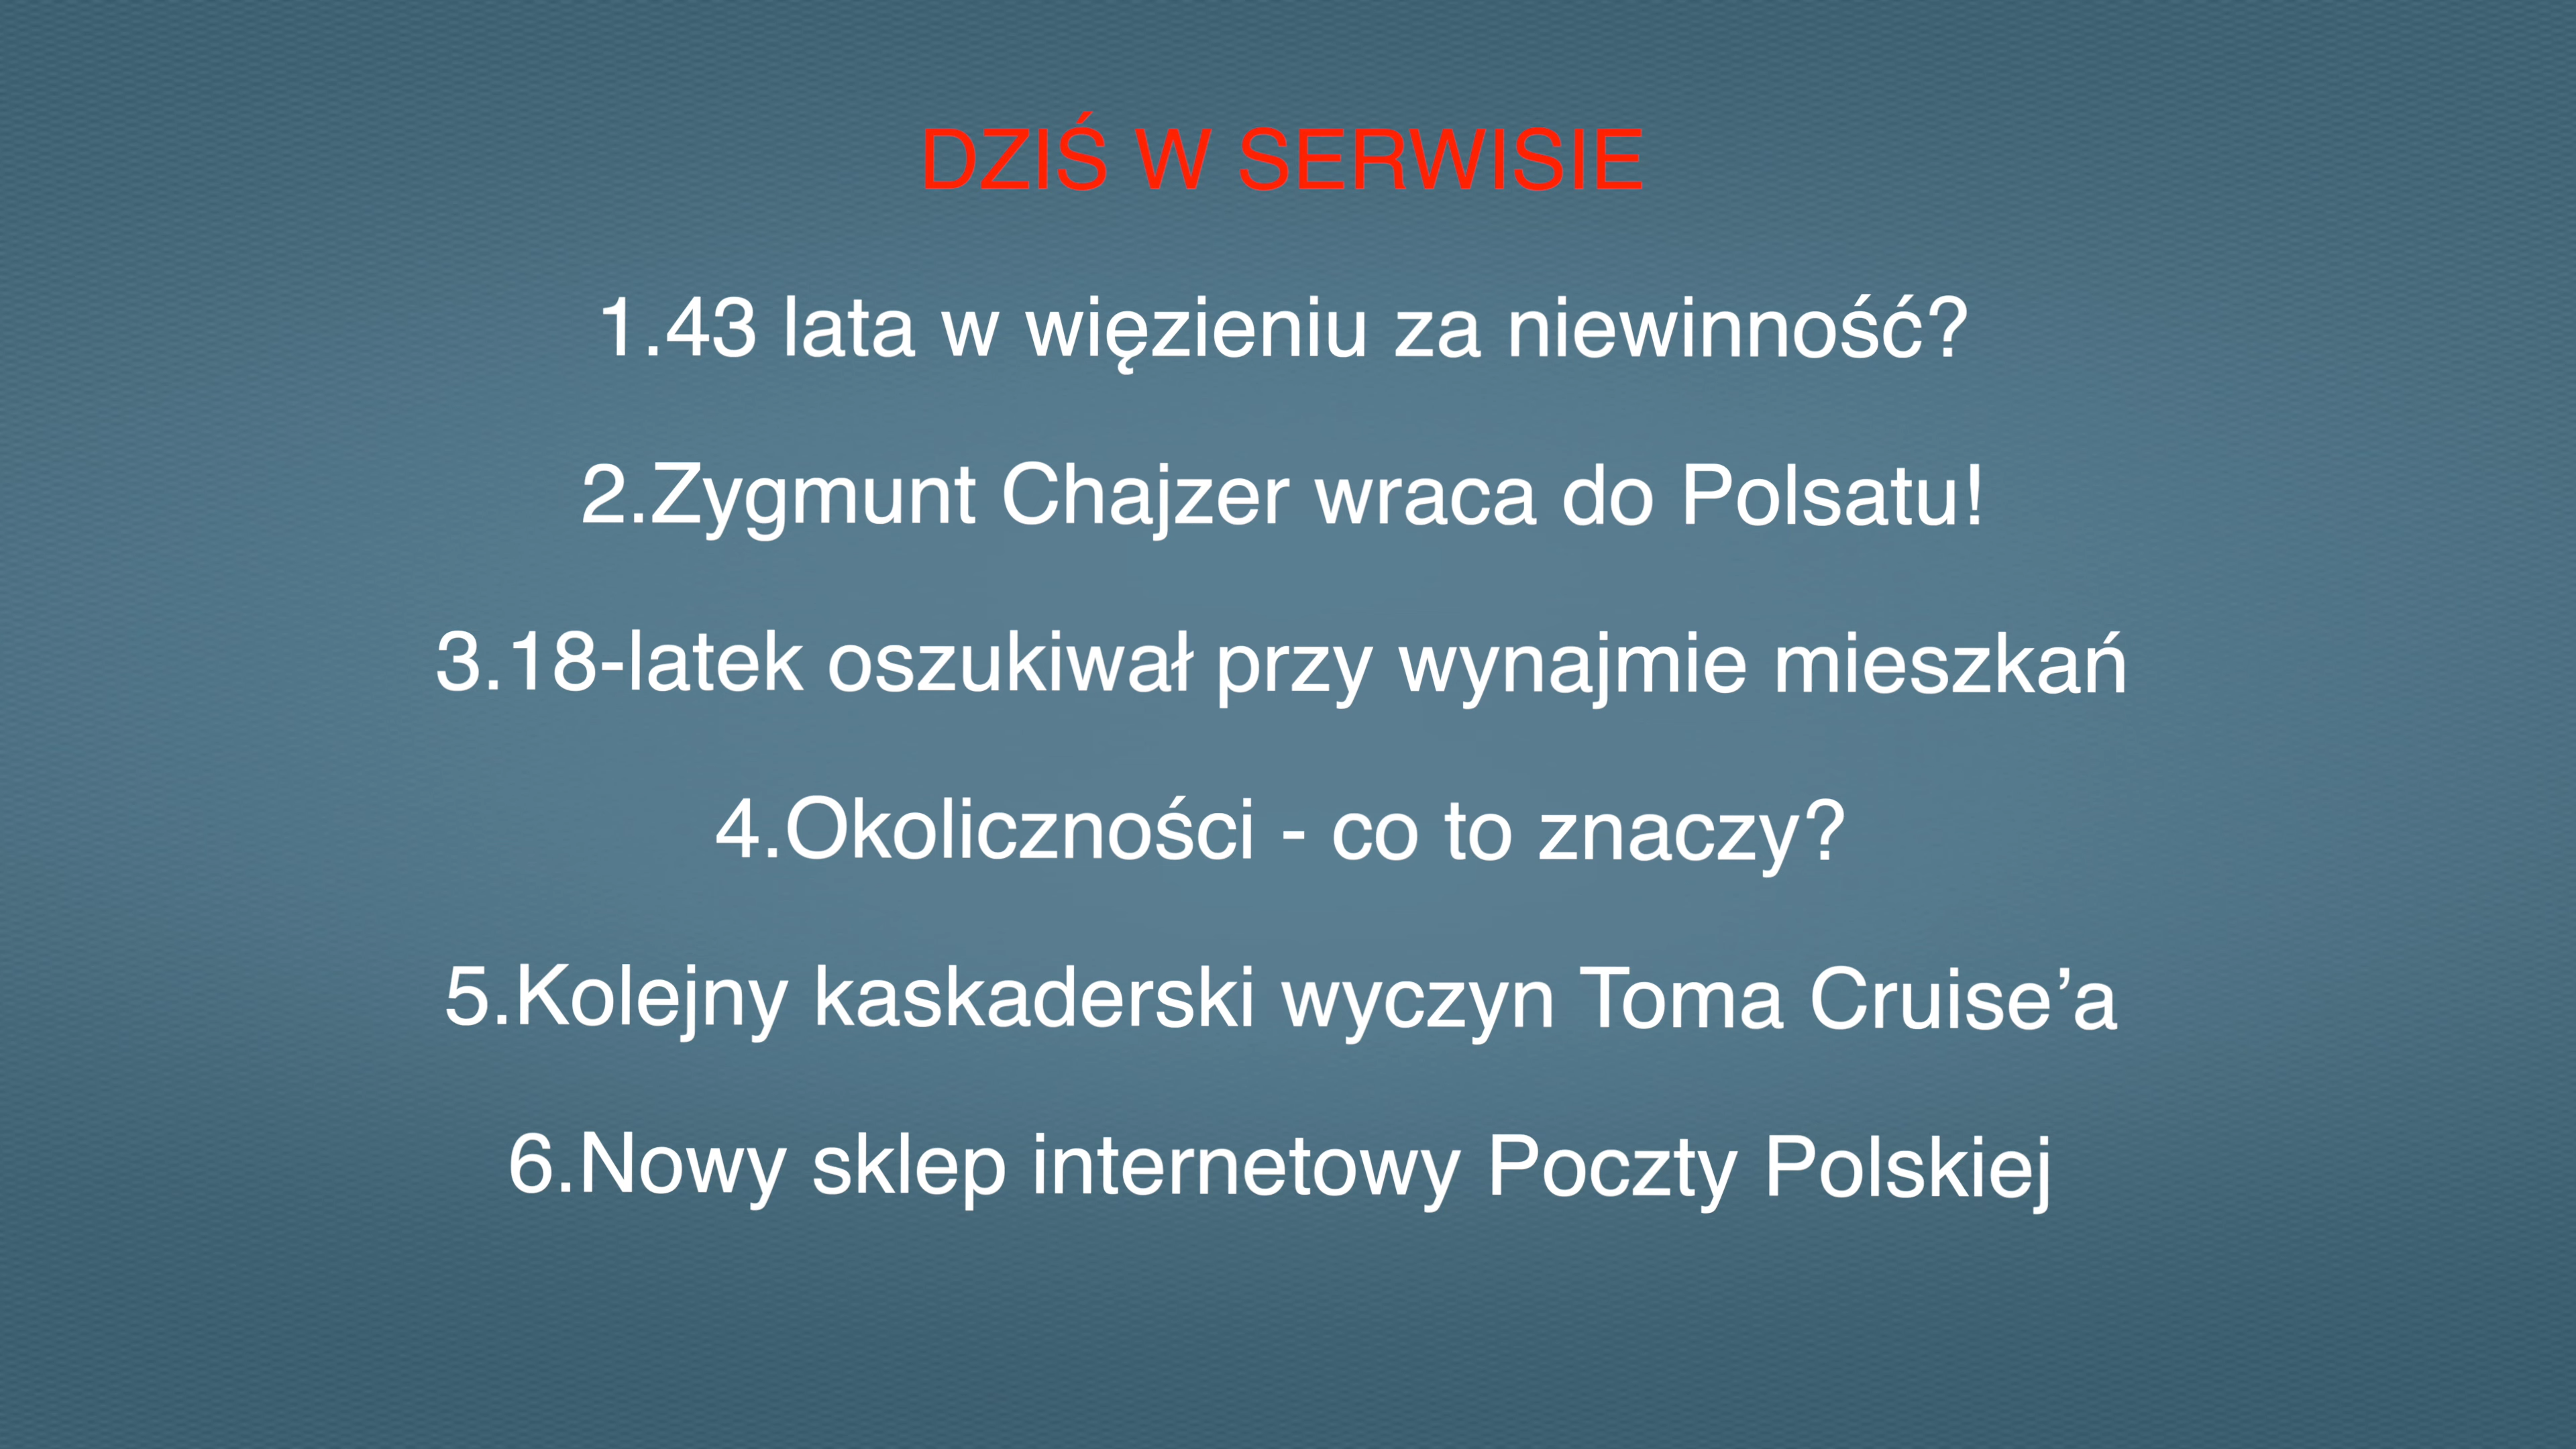 DZIŚ W SERWISIE
1.43 lata w więzieniu za niewinność?
2.Zygmunt Chajzer wraca do Polsatu!
3.18-latek oszukiwał przy wynajmie mieszkań
4.Okoliczności - co to znaczy?
5.Kolejny kaskaderski wyczyn Toma Cruise’a
6.Nowy sklep internetowy Poczty Polskiej